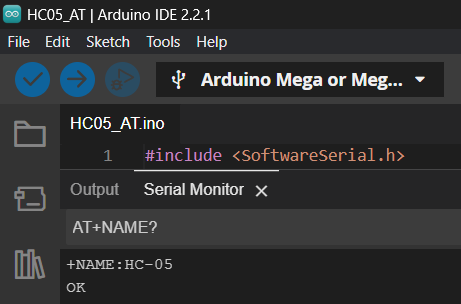 HC05_AT | Arduino IDE 2.2.1
File Edit Sketch Tools Help
Arduino Mega or Meg...
HC05_AT.ino
1 #include <SoftwareSerial.h>
Output Serial Monitor
AT+NAME?
+NAME:HC-05
OK